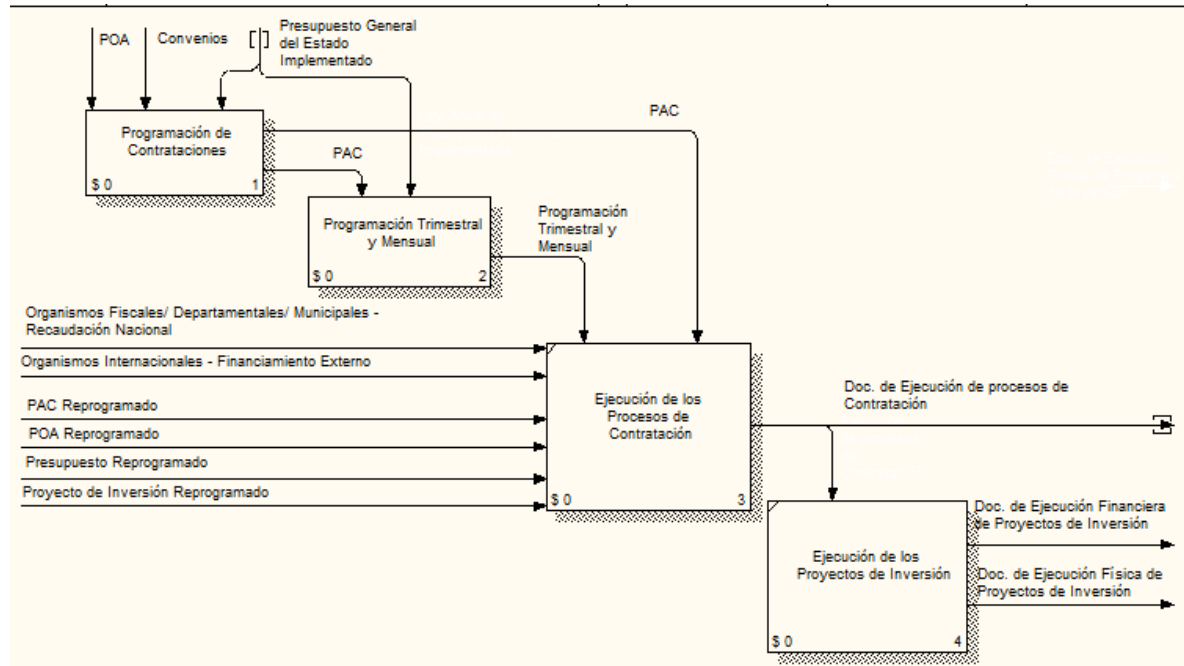 POA
Convenios
Presupuesto General
del Estado
Implementado
Programación de
Contrataciones
$ 0
1
PAC
PAC
Programación Trimestral
y Mensual
$ 0
2
Programación
Trimestral y
Mensual
Organismos Fiscales/ Departamentales/ Municipales -
Recaudación Nacional
Organismos Internacionales - Financiamiento Externo
PAC Reprogramado
POA Reprogramado
Presupuesto Reprogramado
Proyecto de Inversión Reprogramado
Ejecución de los
Procesos de
Contratación
$ 0
3
Doc. de Ejecución de procesos de
Contratación
Ejecución de los
Proyectos de Inversión
$ 0
4
Doc. de Ejecución Financiera
de Proyectos de Inversión
Doc. de Ejecución Física de
Proyectos de Inversión